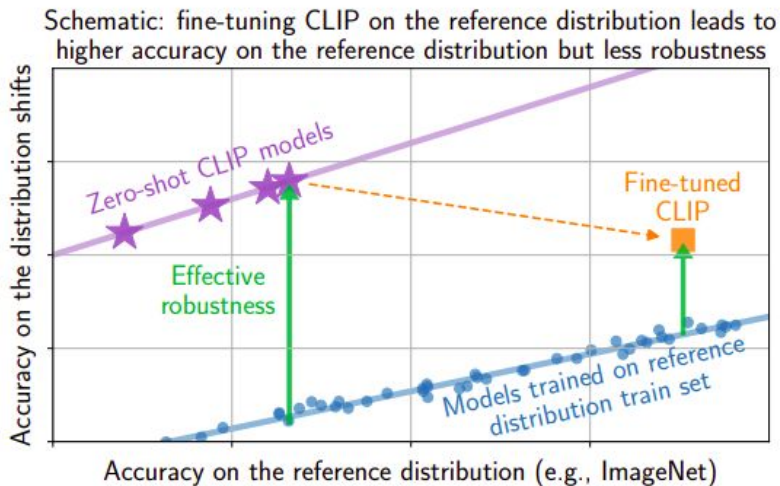 Schematic: fine-tuning CLIP on the reference distribution leads to
higher accuracy on the reference distribution but less robustness
Accuracy on the distribution shifts
Zero-shot CLIP models
Fine-tuned
CLIP
Effective
robustness
Models trained on reference
distribution train set
Accuracy on the reference distribution (e.g., ImageNet)